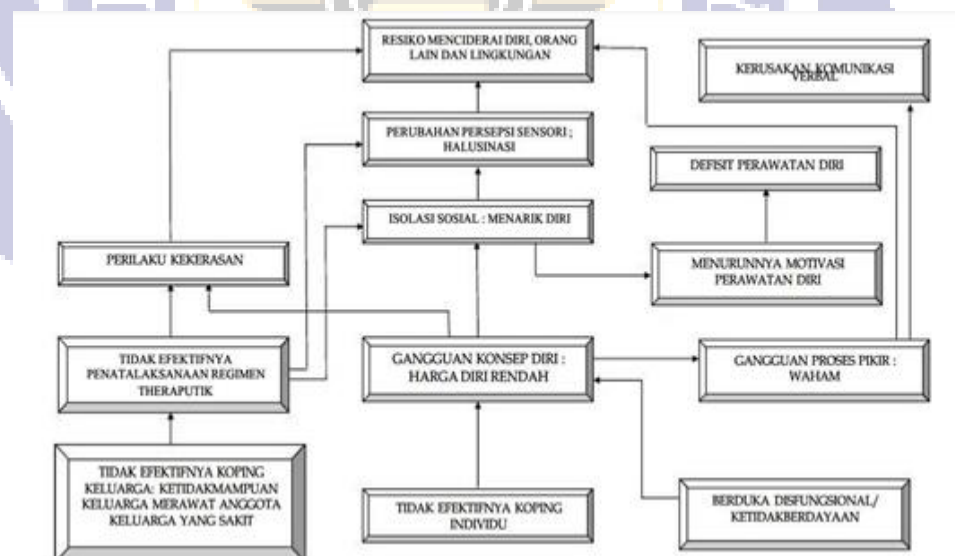 RESIKO MENCIDERAI DIRI, ORANG
LAIN DAN LINGKUNGAN
KERUSAKAN KOMUNIKASI
VERBAL
PERUBAHAN PERSEPSI SENSORI ;
HALUSINASI
DEFISIT PERAWATAN DIRI
ISOLASI SOSIAL : MENARIK DIRI
PERILAKU KEKERASAN
MENURUNNYA MOTIVASI
PERAWATAN DIRI
TIDAK EFEKTIFNYA
PENATALAKSANAAN REGIMEN
THERAPUTIK
GANGGUAN KONSEP DIRI :
HARGA DIRI RENDAH
GANGGUAN PROSES PIKIR :
WAHAM
TIDAK EFEKTIFNYA KOPING
KELUARGA: KETIDAKMAMPUAN
KELUARGA MERAWAT ANGGOTA
KELUARGA YANG SAKIT
TIDAK EFEKTIFNYA KOPING
INDIVIDU
BERDUKA DISFUNGSIONAL/
KETIDAKBERDAYAAN